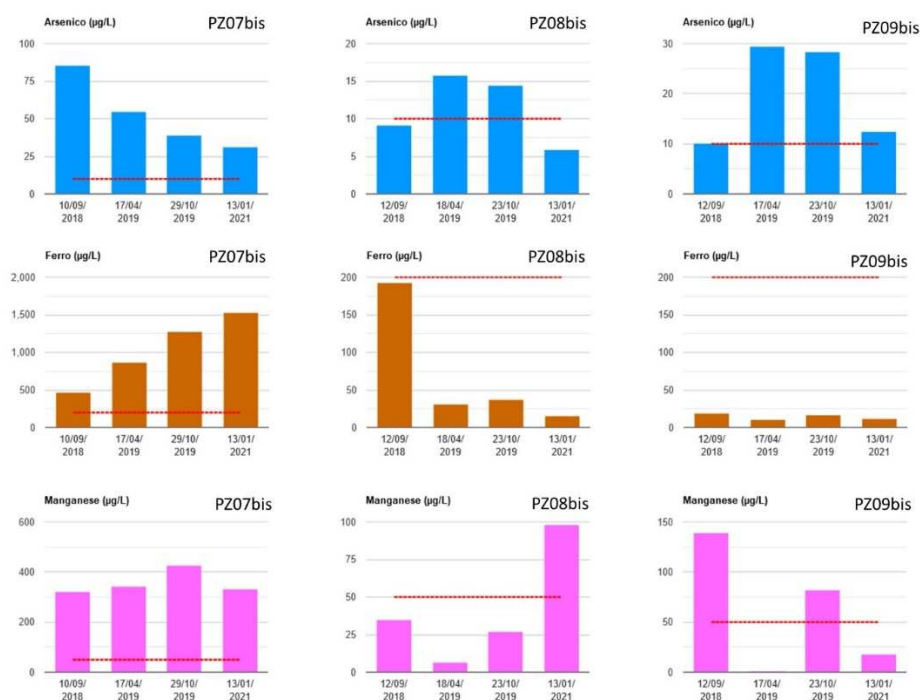 Arsenico (µg/L) PZ07bis
100
75
50
25
0
10/09/ 17/04/ 29/10/ 13/01/
2018 2019 2019 2021
Arsenico (µg/L) PZ08bis
20
15
10
5
0
12/09/ 18/04/ 23/10/ 13/01/
2018 2019 2019 2021
Arsenico (µg/L) PZ09bis
30
20
10
0
12/09/ 17/04/ 23/10/ 13/01/
2018 2019 2019 2021
Ferro (µg/L) PZ07bis
2,000
1,500
1,000
500
0
10/09/ 17/04/ 29/10/ 13/01/
2018 2019 2019 2021
Ferro (µg/L) PZ08bis
200
150
100
50
0
12/09/ 18/04/ 23/10/ 13/01/
2018 2019 2019 2021
Ferro (µg/L) PZ09bis
200
150
100
50
0
12/09/ 17/04/ 23/10/ 13/01/
2018 2019 2019 2021
Manganese (µg/L) PZ07bis
600
400
200
0
10/09/ 17/04/ 29/10/ 13/01/
2018 2019 2019 2021
Manganese (µg/L) PZ08bis
100
75
50
25
0
12/09/ 18/04/ 23/10/ 13/01/
2018 2019 2019 2021
Manganese (µg/L) PZ09bis
150
100
50
0
12/09/ 17/04/ 23/10/ 13/01/
2018 2019 2019 2021